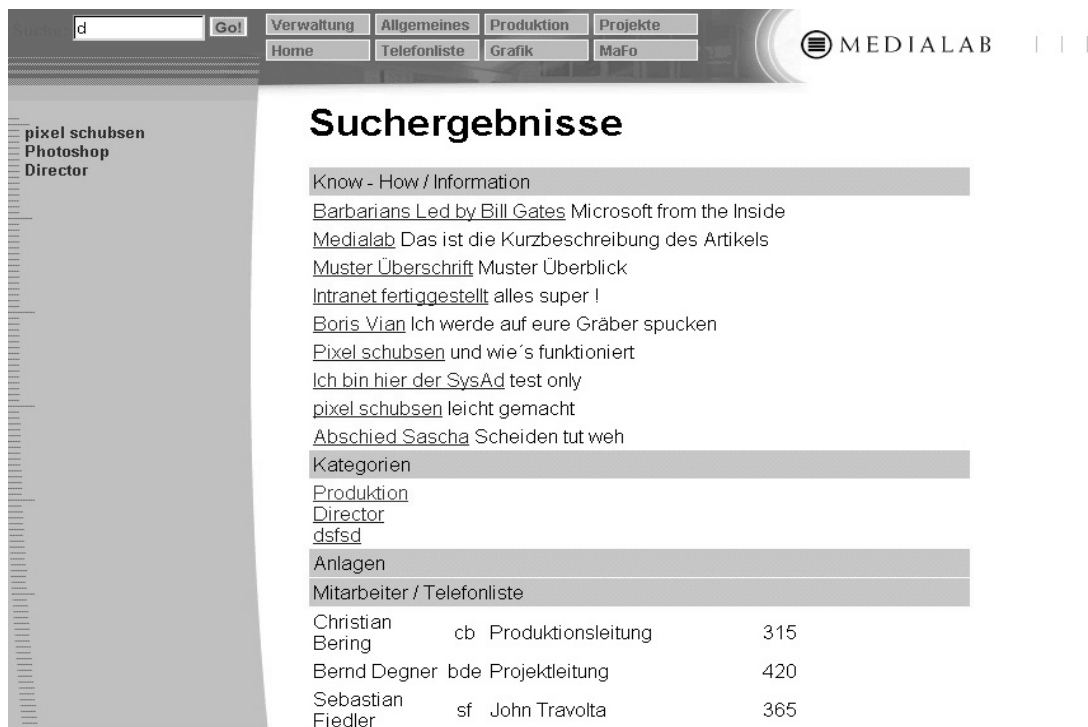 Suche: d Go!
Verwaltung Allgemeines Produktion Projekte
Home Telefonliste Grafik MaFo
MEDIALAB
pixel schubsen
Photoshop
Director
Suchergebnisse
Know - How / Information
Barbarians Led by Bill Gates Microsoft from the Inside
Medialab Das ist die Kurzbeschreibung des Artikels
Muster Überschrift Muster Überblick
Intranet fertiggestellt alles super !
Boris Vian Ich werde auf eure Gräber spucken
Pixel schubsen und wie´s funktioniert
Ich bin hier der SysAd test only
pixel schubsen leicht gemacht
Abschied Sascha Scheiden tut weh
Kategorien
Produktion
Director
dsfsd
Anlagen
Mitarbeiter / Telefonliste
Christian
Bering cb Produktionsleitung 315
Bernd Degner bde Projektleitung 420
Sebastian
Fiedler sf John Travolta 365